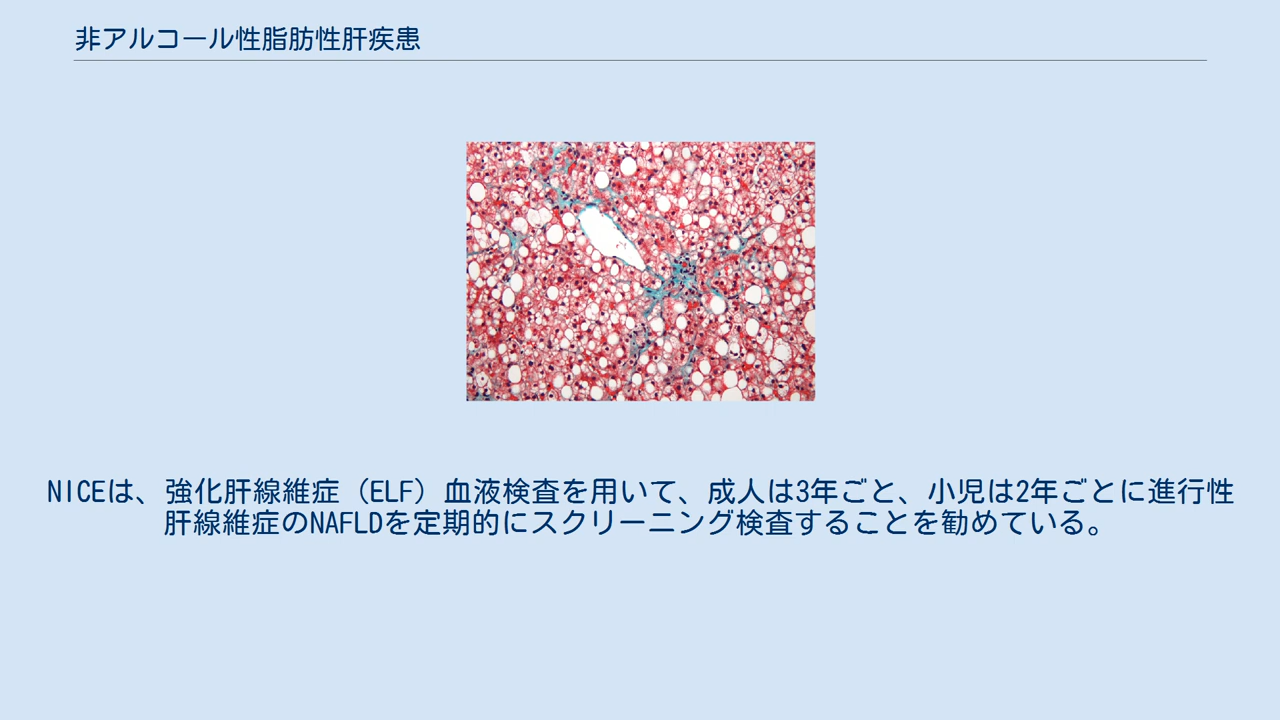 非アルコール性脂肪性肝疾患
NICEは、強化肝線維症（ELF）血液検査を用いて、成人は3年ごと、小児は2年ごとに進行性
肝線維症のNAFLDを定期的にスクリーニング検査することを勧めている。